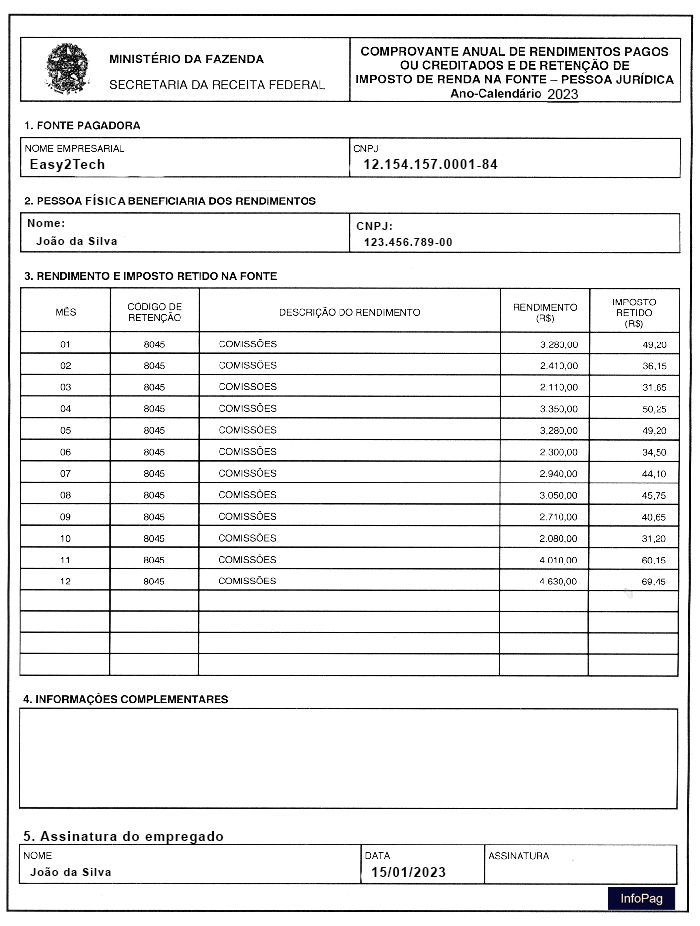 MINISTÉRIO DA FAZENDA
SECRETARIA DA RECEITA FEDERAL
COMPROVANTE ANUAL DE RENDIMENTOS PAGOS
OU CREDITADOS E DE RETENÇÃO DE
IMPOSTO DE RENDA NA FONTE – PESSOA JURÍDICA
Ano-Calendário 2023
1. FONTE PAGADORA
NOME EMPRESARIAL
Easy2Tech
CNPJ
12.154.157.0001-84
2. PESSOA FÍSICA BENEFICIARIA DOS RENDIMENTOS
Nome:
João da Silva
CNPJ:
123.456.789-00
3. RENDIMENTO E IMPOSTO RETIDO NA FONTE
MÊS
CÓDIGO DE
RETENÇÃO
DESCRIÇÃO DO RENDIMENTO
RENDIMENTO
(R$)
IMPOSTO
RETIDO
(R$)
01 8045 COMISSÕES 3.280,00 49,20
02 8045 COMISSÕES 2.410,00 36,15
03 8045 COMISSÕES 2.110,00 31,65
04 8045 COMISSÕES 3.350,00 50,25
05 8045 COMISSÕES 3.280,00 49,20
06 8045 COMISSÕES 2.300,00 34,50
07 8045 COMISSÕES 2.940,00 44,10
08 8045 COMISSÕES 3.050,00 45,75
09 8045 COMISSÕES 2.710,00 40,65
10 8045 COMISSÕES 2.080,00 31,20
11 8045 COMISSÕES 4.010,00 60,15
12 8045 COMISSÕES 4.630,00 69,45
4. INFORMAÇÕES COMPLEMENTARES
5. Assinatura do empregado
NOME
João da Silva
DATA
15/01/2023
ASSINATURA
InfoPag